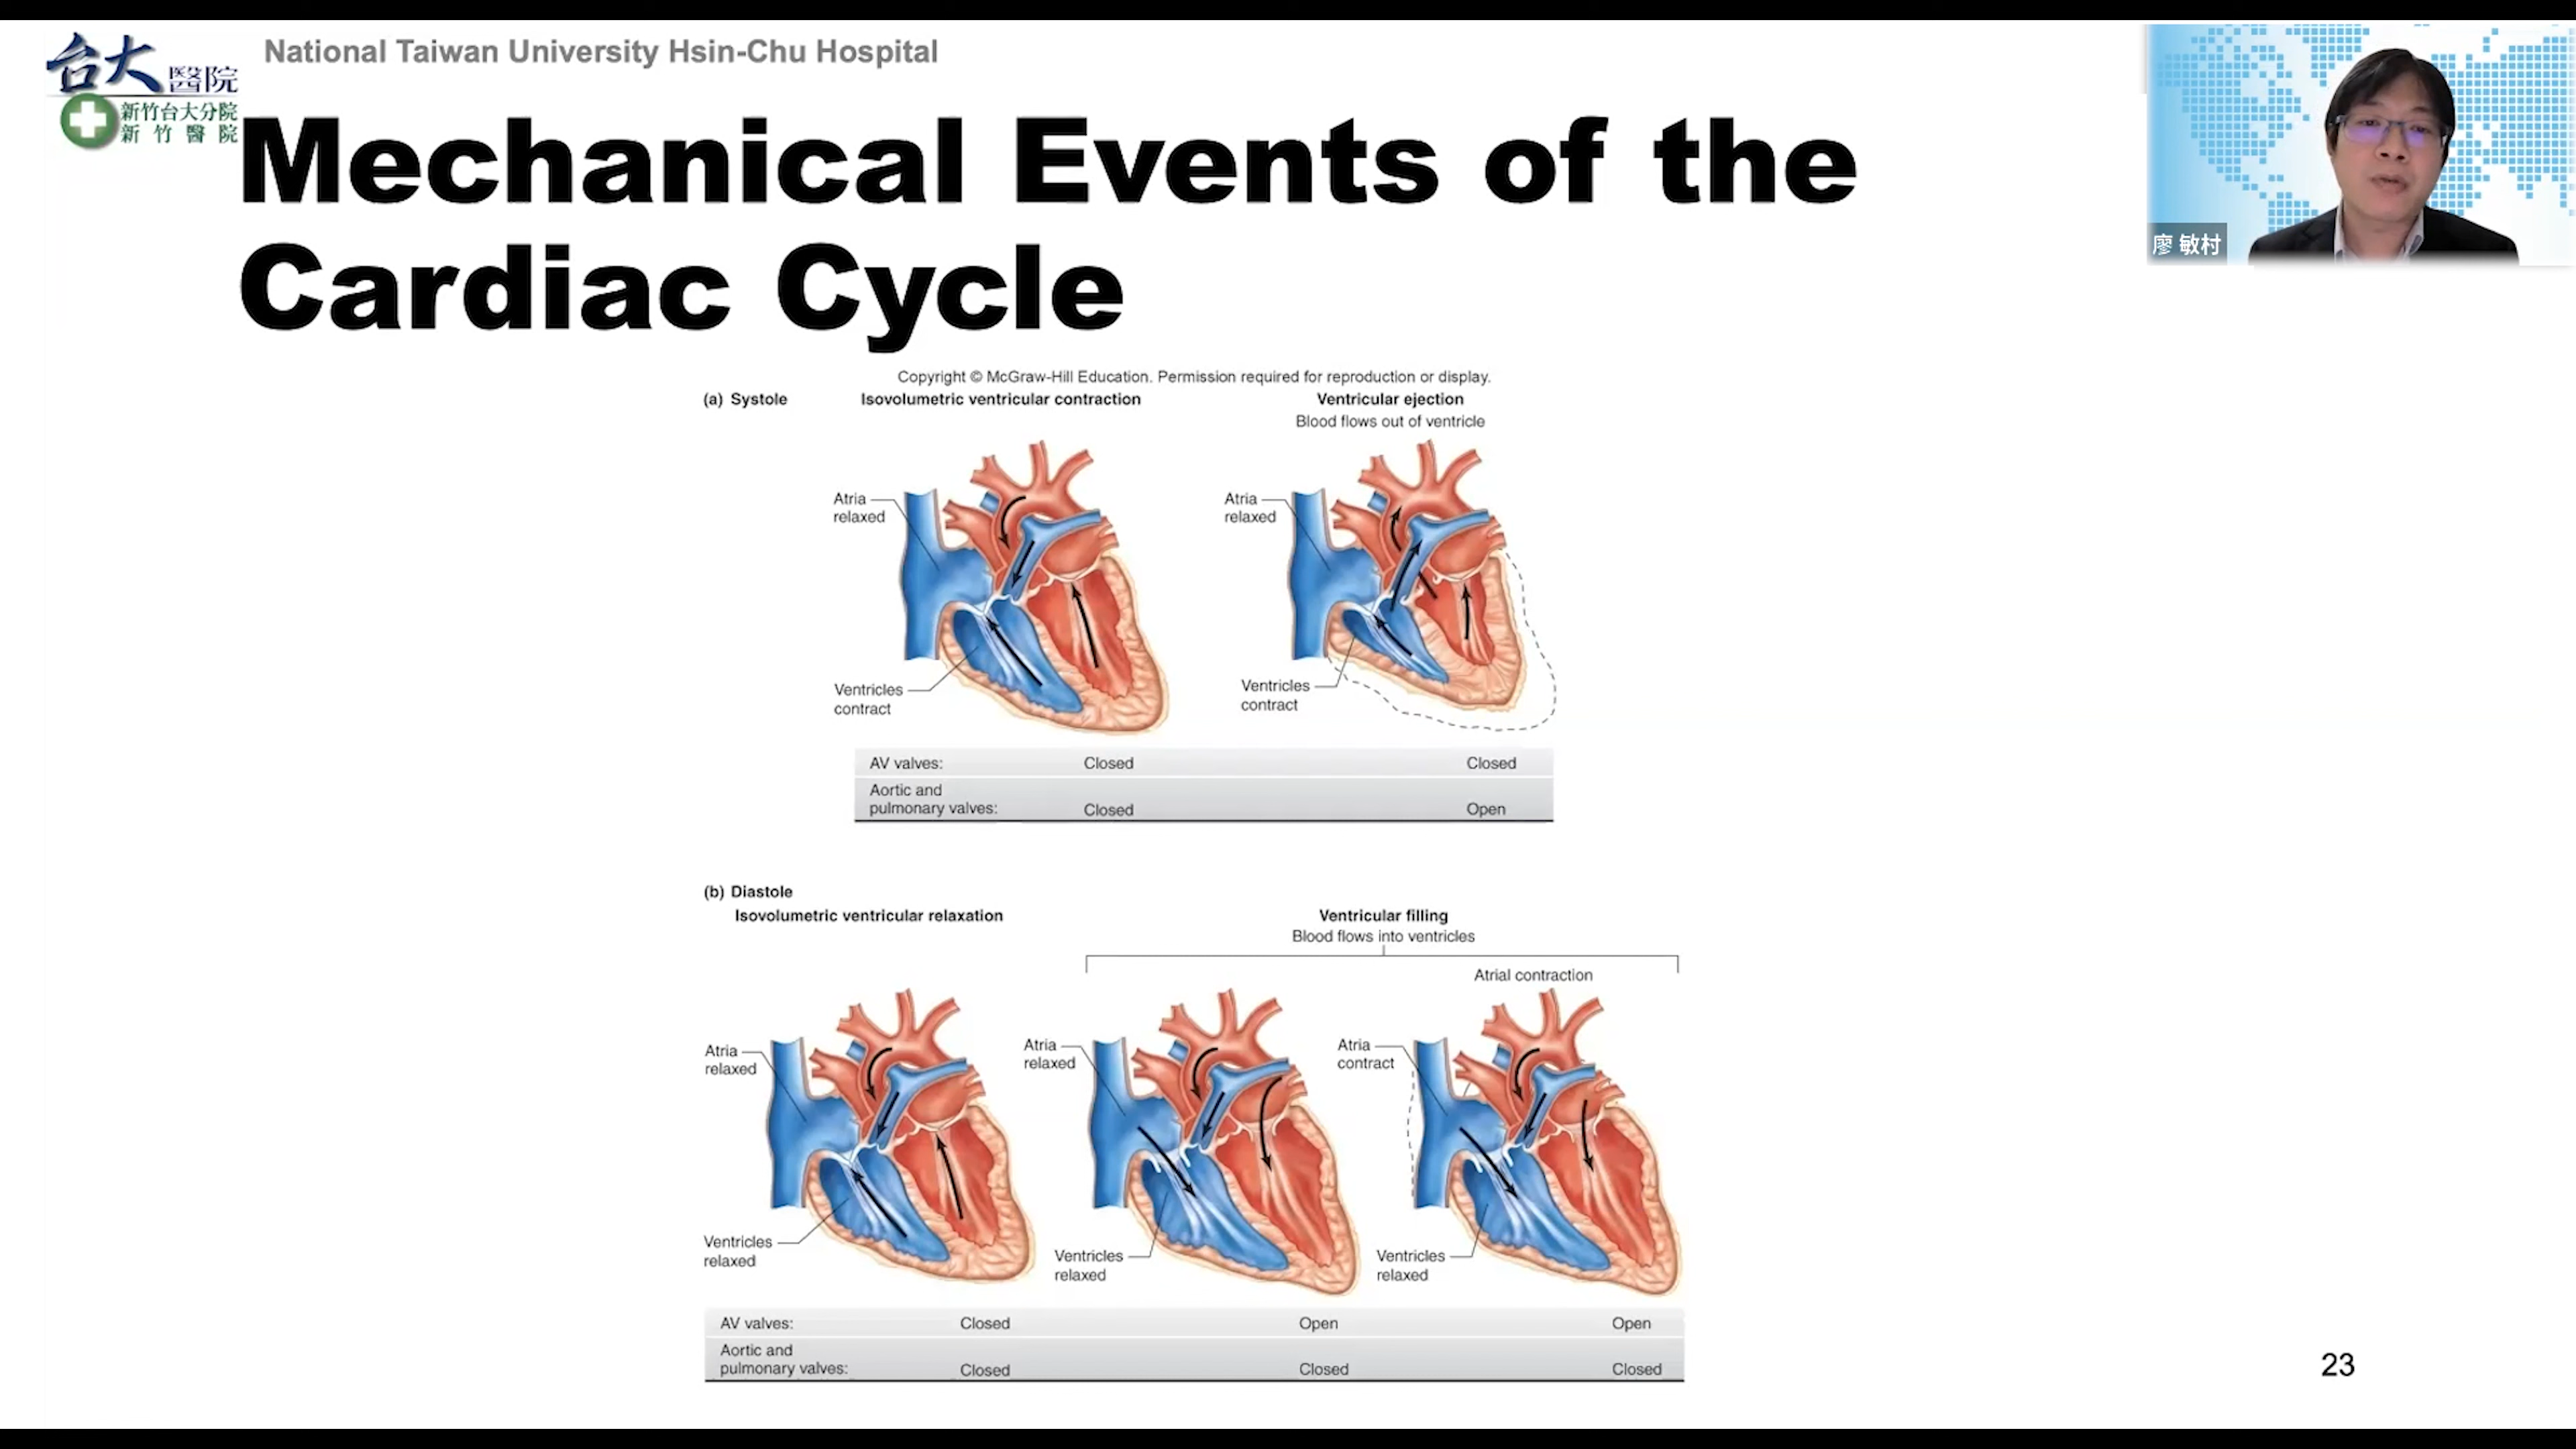 台大醫院
新竹台大分院
新竹醫院
National Taiwan University Hsin-Chu Hospital
Mechanical Events of the
Cardiac Cycle
廖 敏村
Copyright © McGraw-Hill Education. Permission required for reproduction or display.
(a) Systole
Isovolumetric ventricular contraction
Ventricular ejection
Blood flows out of ventricle
Atria
relaxed
Ventricles
contract
Atria
relaxed
Ventricles
contract
AV valves: Closed Closed
Aortic and
pulmonary valves: Closed Open
(b) Diastole
Isovolumetric ventricular relaxation
Ventricular filling
Blood flows into ventricles
Atrial contraction
Atria
relaxed
Ventricles
relaxed
Atria
relaxed
Ventricles
relaxed
Atria
contract
Ventricles
relaxed
AV valves: Closed Open Open
Aortic and
pulmonary valves: Closed Closed Closed
23